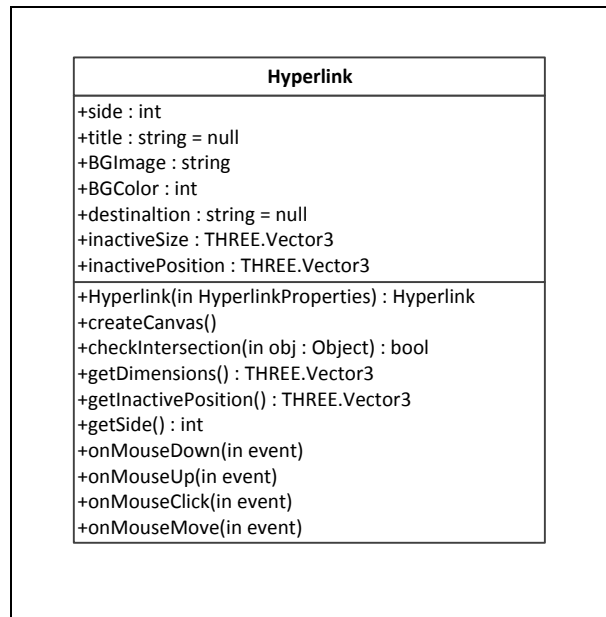 Hyperlink
+side : int
+title : string = null
+BGImage : string
+BGColor : int
+destinaltion : string = null
+inactiveSize : THREE.Vector3
+inactivePosition : THREE.Vector3
+Hyperlink(in HyperlinkProperties) : Hyperlink
+createCanvas()
+checkIntersection(in obj : Object) : bool
+getDimensions() : THREE.Vector3
+getInactivePosition() : THREE.Vector3
+getSide() : int
+onMouseDown(in event)
+onMouseUp(in event)
+onMouseClick(in event)
+onMouseMove(in event)